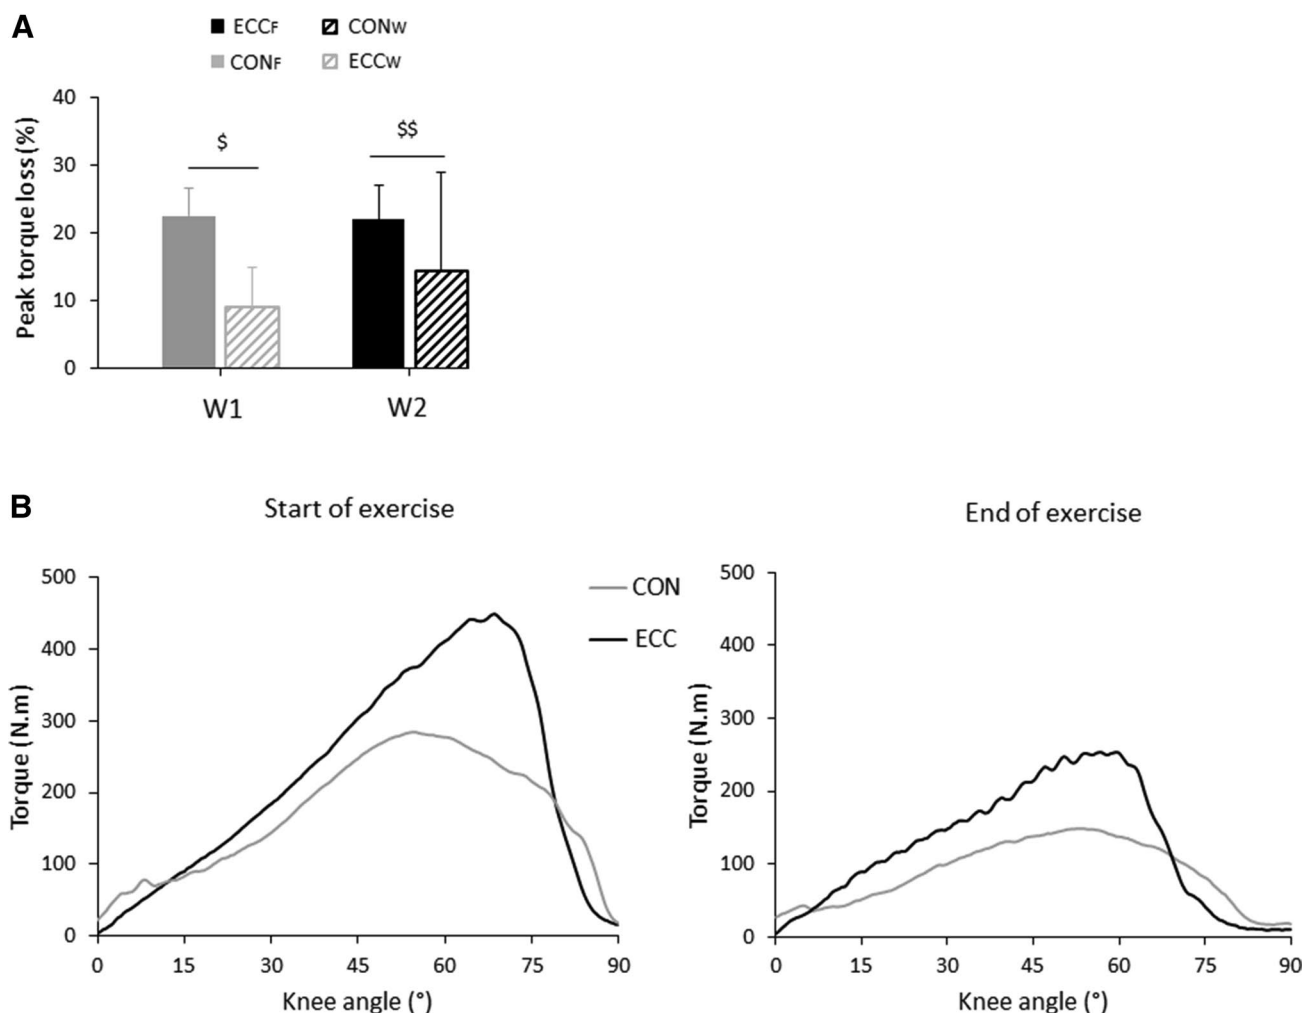 A
ECCF CONW
CONF ECCW
Peak torque loss (%)
40
30
20
10
0
$
$$
W1 W2
B
Start of exercise
End of exercise
CON
ECC
Torque (N.m)
500
400
300
200
100
0
0 15 30 45 60 75 90
Knee angle (°)
Torque (N.m)
500
400
300
200
100
0
0 15 30 45 60 75 90
Knee angle (°)